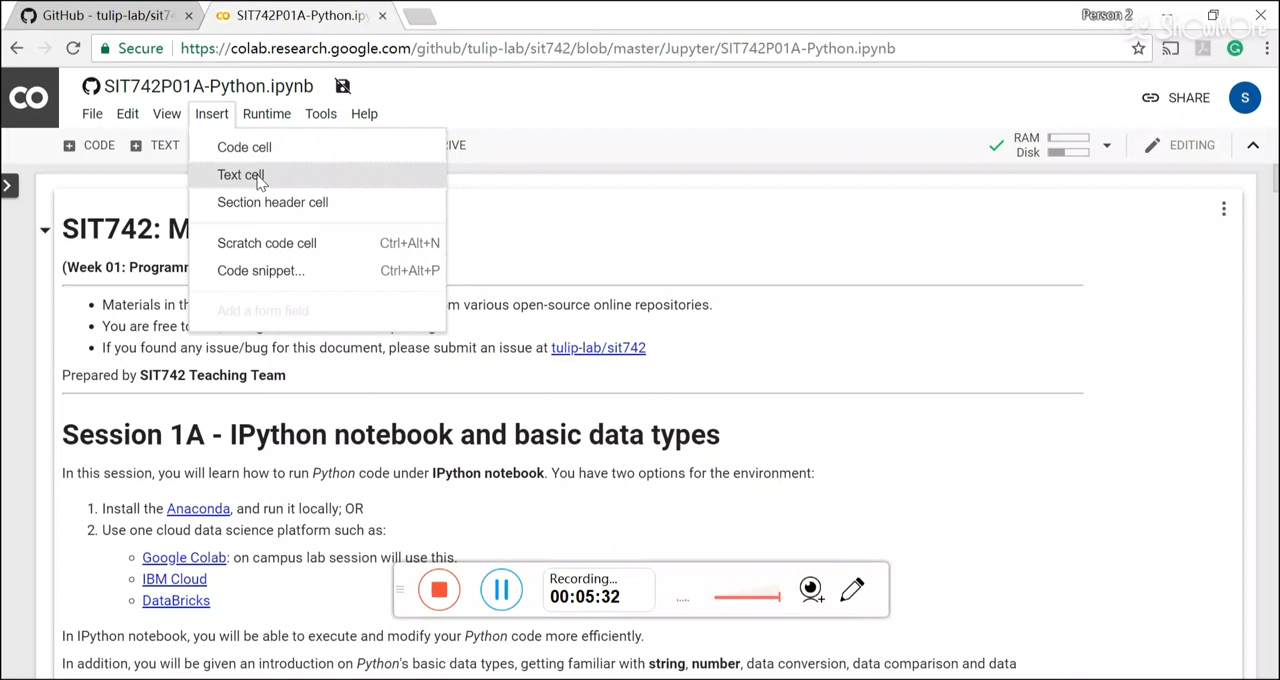 GitHub - tulip-lab/sit7
SIT742P01A-Python.ip
Person 2
ShowMore
Secure
https://colab.research.google.com/github/tulip-lab/sit742/blob/master/Jupyter/SIT742P01A-Python.ipynb
CO
SIT742P01A-Python.ipynb
SHARE
S
File Edit View Insert Runtime Tools Help
CODE TEXT
RIVE
RAM
Disk
EDITING
Code cell
Text cell
Section header cell
Scratch code cell Ctrl+Alt+N
Code snippet... Ctrl+Alt+P
Add a form field
SIT742: M
(Week 01: Programm
• Materials in th m various open-source online repositories.
• You are free to
• If you found any issue/bug for this document, please submit an issue at tulip-lab/sit742
Prepared by SIT742 Teaching Team
Session 1A - IPython notebook and basic data types
In this session, you will learn how to run Python code under IPython notebook. You have two options for the environment:
1. Install the Anaconda, and run it locally; OR
2. Use one cloud data science platform such as:
Google Colab: on campus lab session will use this.
IBM Cloud
DataBricks
Recording...
00:05:32
In IPython notebook, you will be able to execute and modify your Python code more efficiently.
In addition, you will be given an introduction on Python's basic data types, getting familiar with string, number, data conversion, data comparison and data